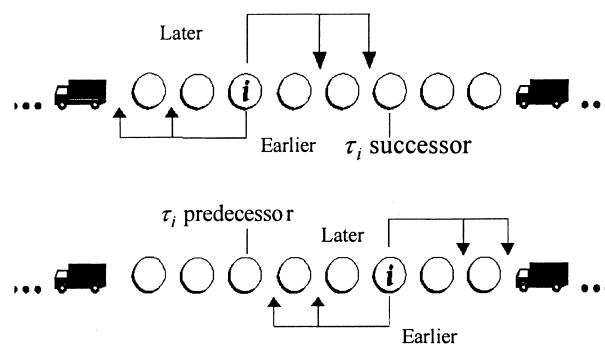 Later
i
Earlier
τi successor
τi predecessor
Later
i
Earlier